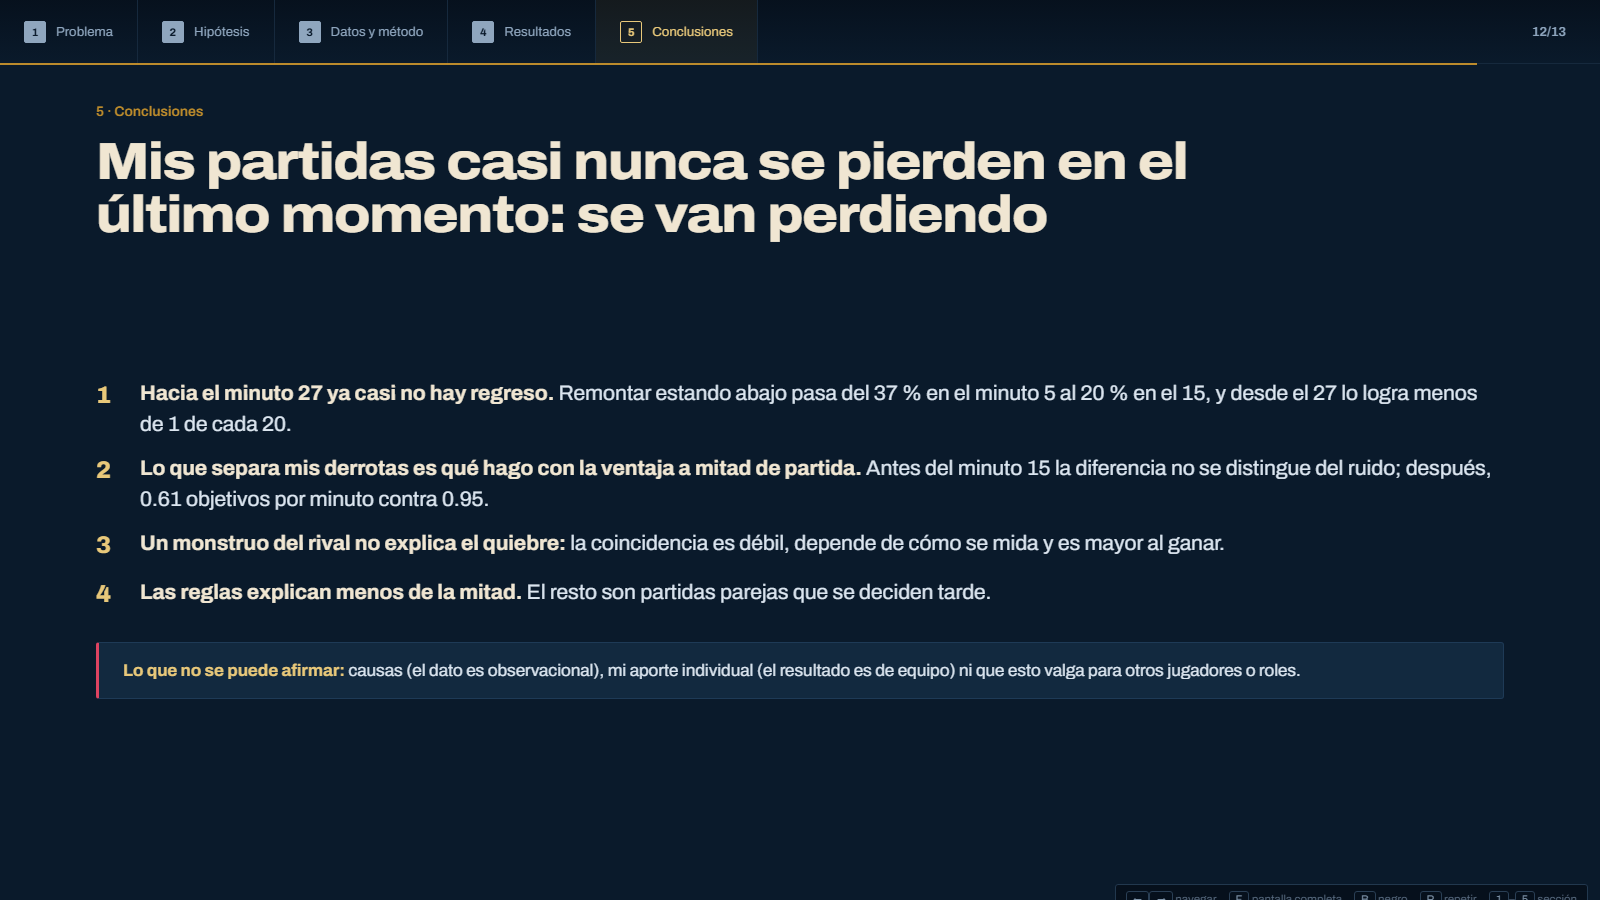 1 Problema
2 Hipótesis
3 Datos y método
4 Resultados
5 Conclusiones
12/13
5 · Conclusiones
Mis partidas casi nunca se pierden en el
último momento: se van perdiendo
1 Hacia el minuto 27 ya casi no hay regreso. Remontar estando abajo pasa del 37 % en el minuto 5 al 20 % en el 15, y desde el 27 lo logra menos
de 1 de cada 20.
2 Lo que separa mis derrotas es qué hago con la ventaja a mitad de partida. Antes del minuto 15 la diferencia no se distingue del ruido; después,
0.61 objetivos por minuto contra 0.95.
3 Un monstruo del rival no explica el quiebre: la coincidencia es débil, depende de cómo se mida y es mayor al ganar.
4 Las reglas explican menos de la mitad. El resto son partidas parejas que se deciden tarde.
Lo que no se puede afirmar: causas (el dato es observacional), mi aporte individual (el resultado es de equipo) ni que esto valga para otros jugadores o roles.
← → navegar F pantalla completa B negro R repetir 1 - 5 sección